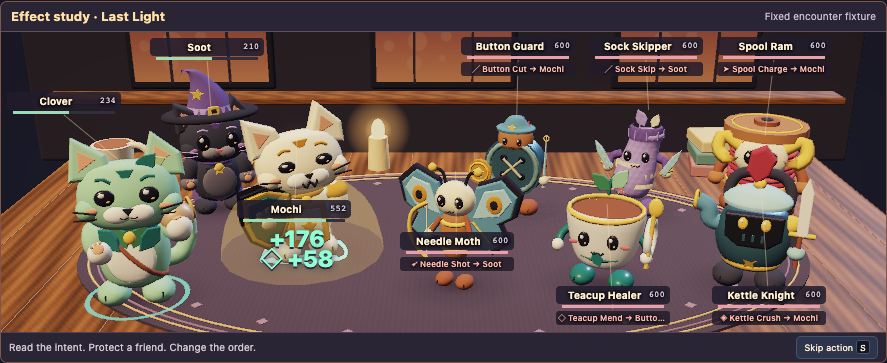 Effect study · Last Light
Fixed encounter fixture
Soot 210
Button Guard 600
Button Cut → Mochi
Sock Skipper 600
Sock Skip → Soot
Spool Ram 600
Spool Charge → Mochi
Clover 234
Mochi 552
+176
+58
Needle Moth 600
Needle Shot → Soot
Teacup Healer 600
Teacup Mend → Butto...
Kettle Knight 600
Kettle Crush → Mochi
Read the intent. Protect a friend. Change the order.
Skip action S